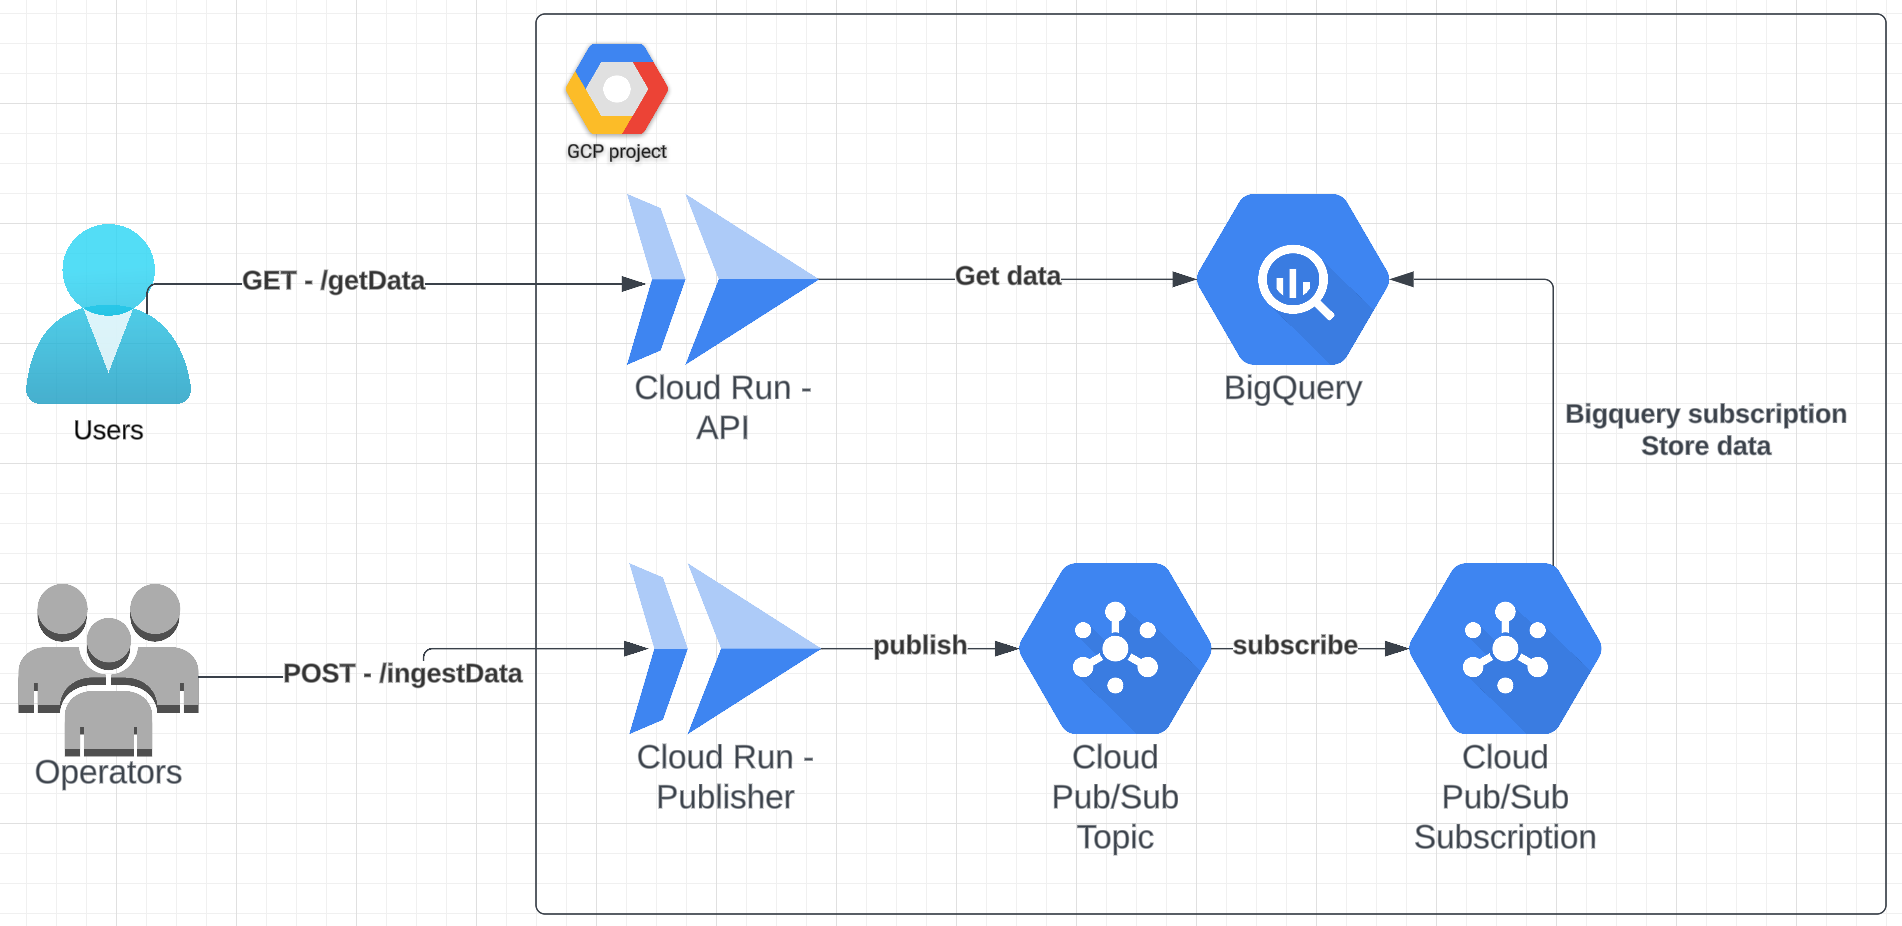 GCP project
GET - /getData
Get data
Users
Cloud Run -
API
BigQuery
Bigquery subscription
Store data
POST - /ingestData
publish
subscribe
Operators
Cloud Run -
Publisher
Cloud
Pub/Sub
Topic
Cloud
Pub/Sub
Subscription